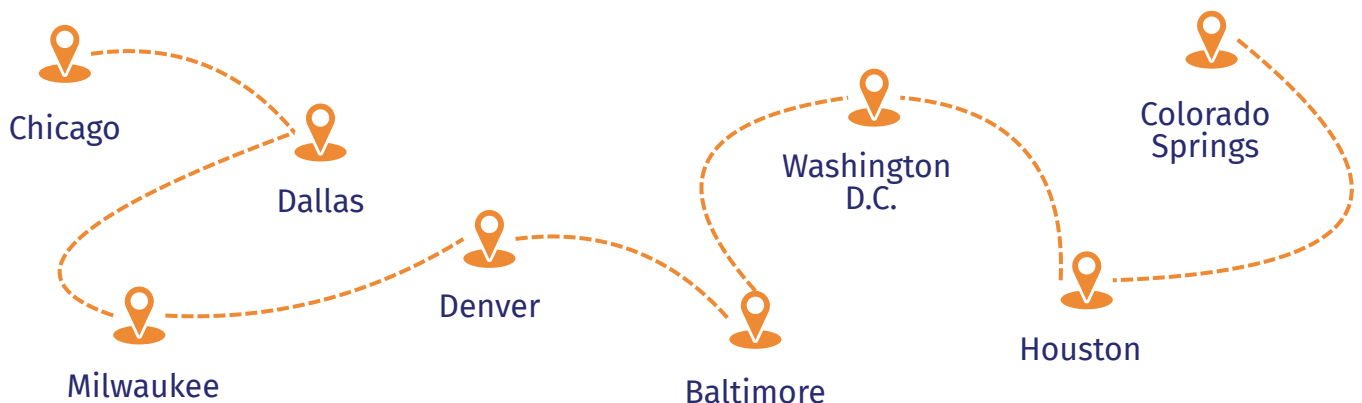 Chicago
Dallas
Milwaukee
Denver
Baltimore
Washington
D.C.
Houston
Colorado
Springs